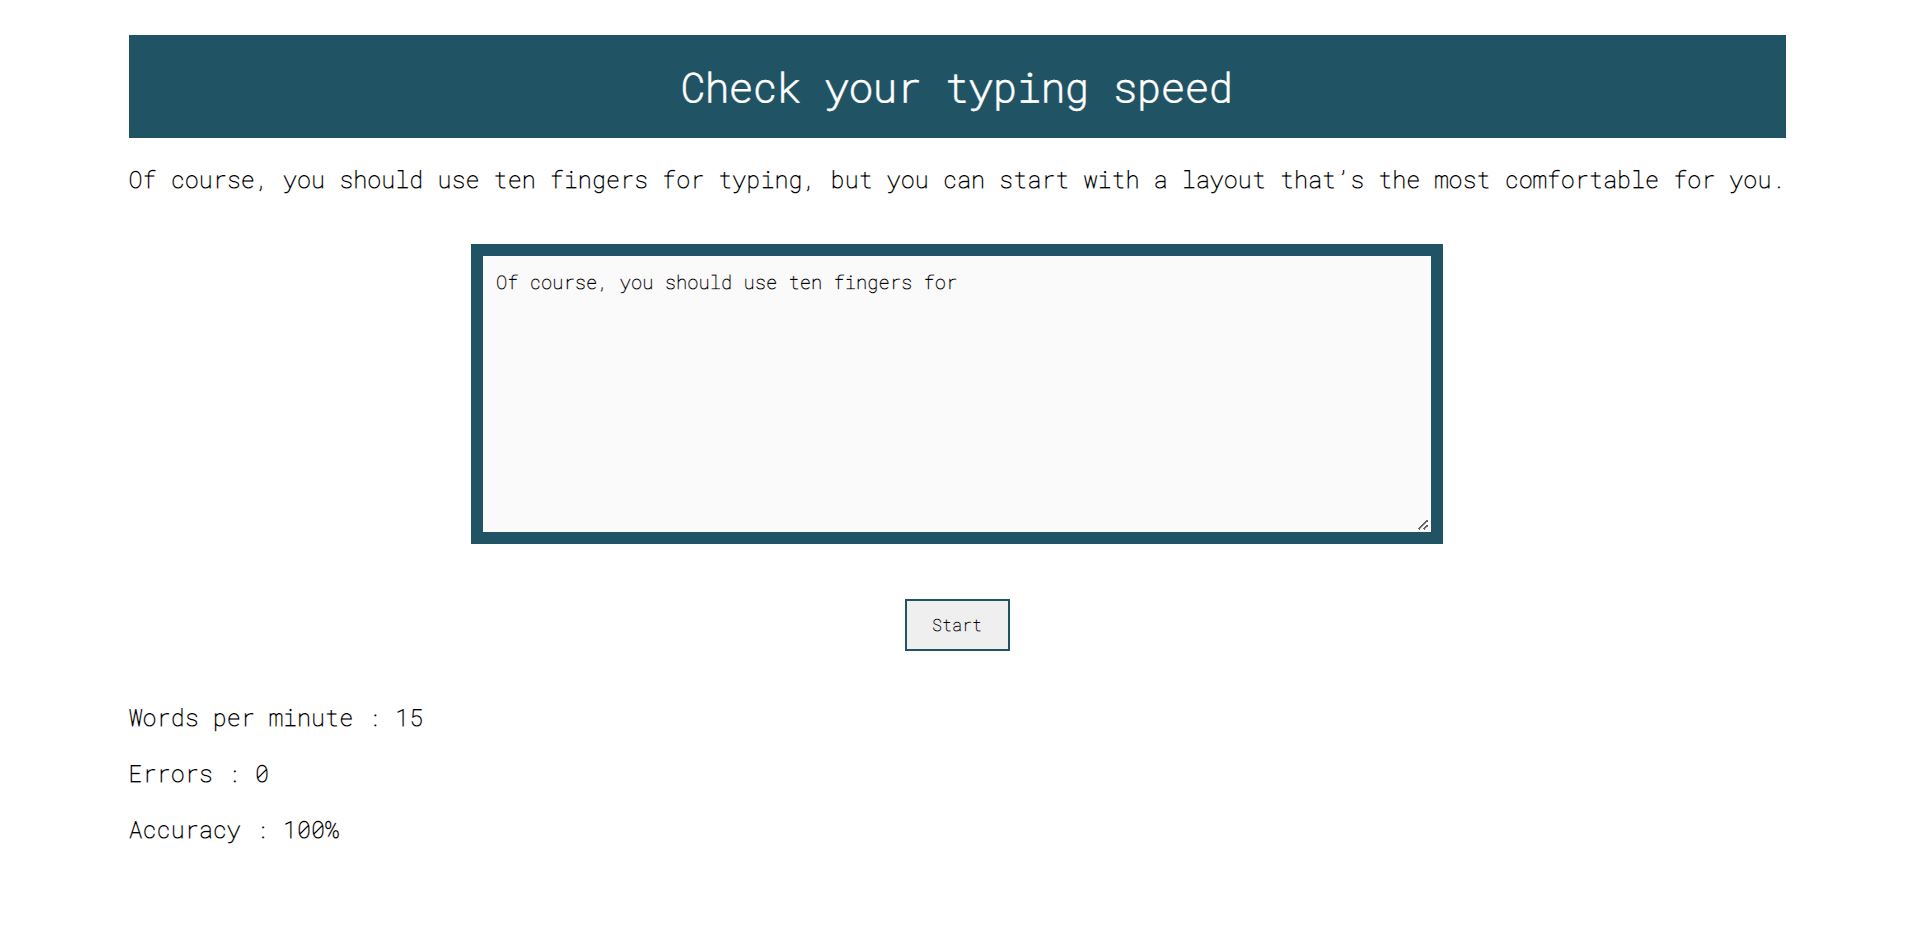 Check your typing speed
Of course, you should use ten fingers for typing, but you can start with a layout that's the most comfortable for you.
Of course, you should use ten fingers for
Start
Words per minute : 15
Errors : 0
Accuracy : 100%